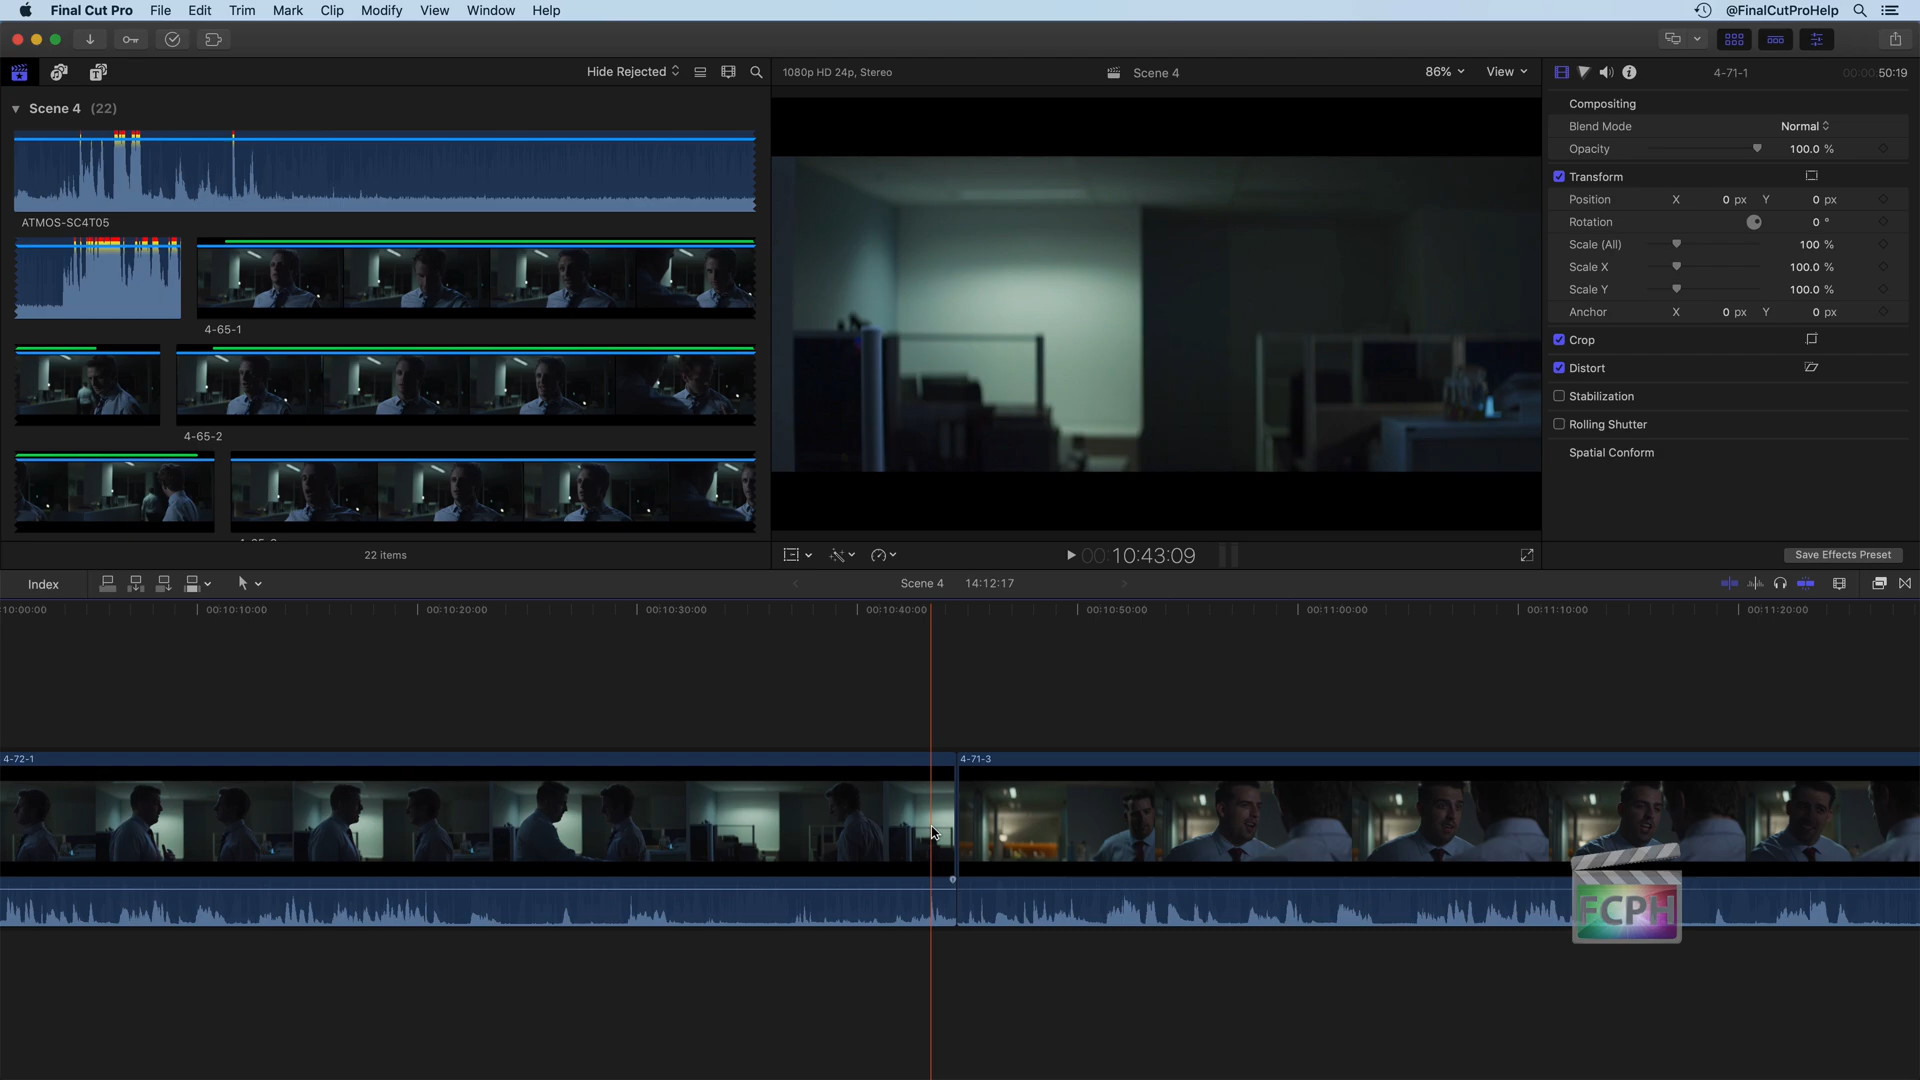 Final Cut Pro File Edit Trim Mark Clip Modify View Window Help @FinalCutProHelp
Hide Rejected 1080p HD 24p, Stereo Scene 4 86% View 4-71-1 00:00:50:19
Scene 4 (22)
ATMOS-SC4T05
4-65-1
4-65-2
22 items
Compositing
Blend Mode Normal
Opacity 100.0 %
Transform
Position X 0 px Y 0 px
Rotation 0 °
Scale (All) 100 %
Scale X 100.0 %
Scale Y 100.0 %
Anchor X 0 px Y 0 px
Crop
Distort
Stabilization
Rolling Shutter
Spatial Conform
00:10:43:09
Save Effects Preset
Index Scene 4 14:12:17
:10:00:00 00:10:10:00 00:10:20:00 00:10:30:00 00:10:40:00 00:10:50:00 00:11:00:00 00:11:10:00 00:11:20:00
4-72-1 4-71-3
FCPH